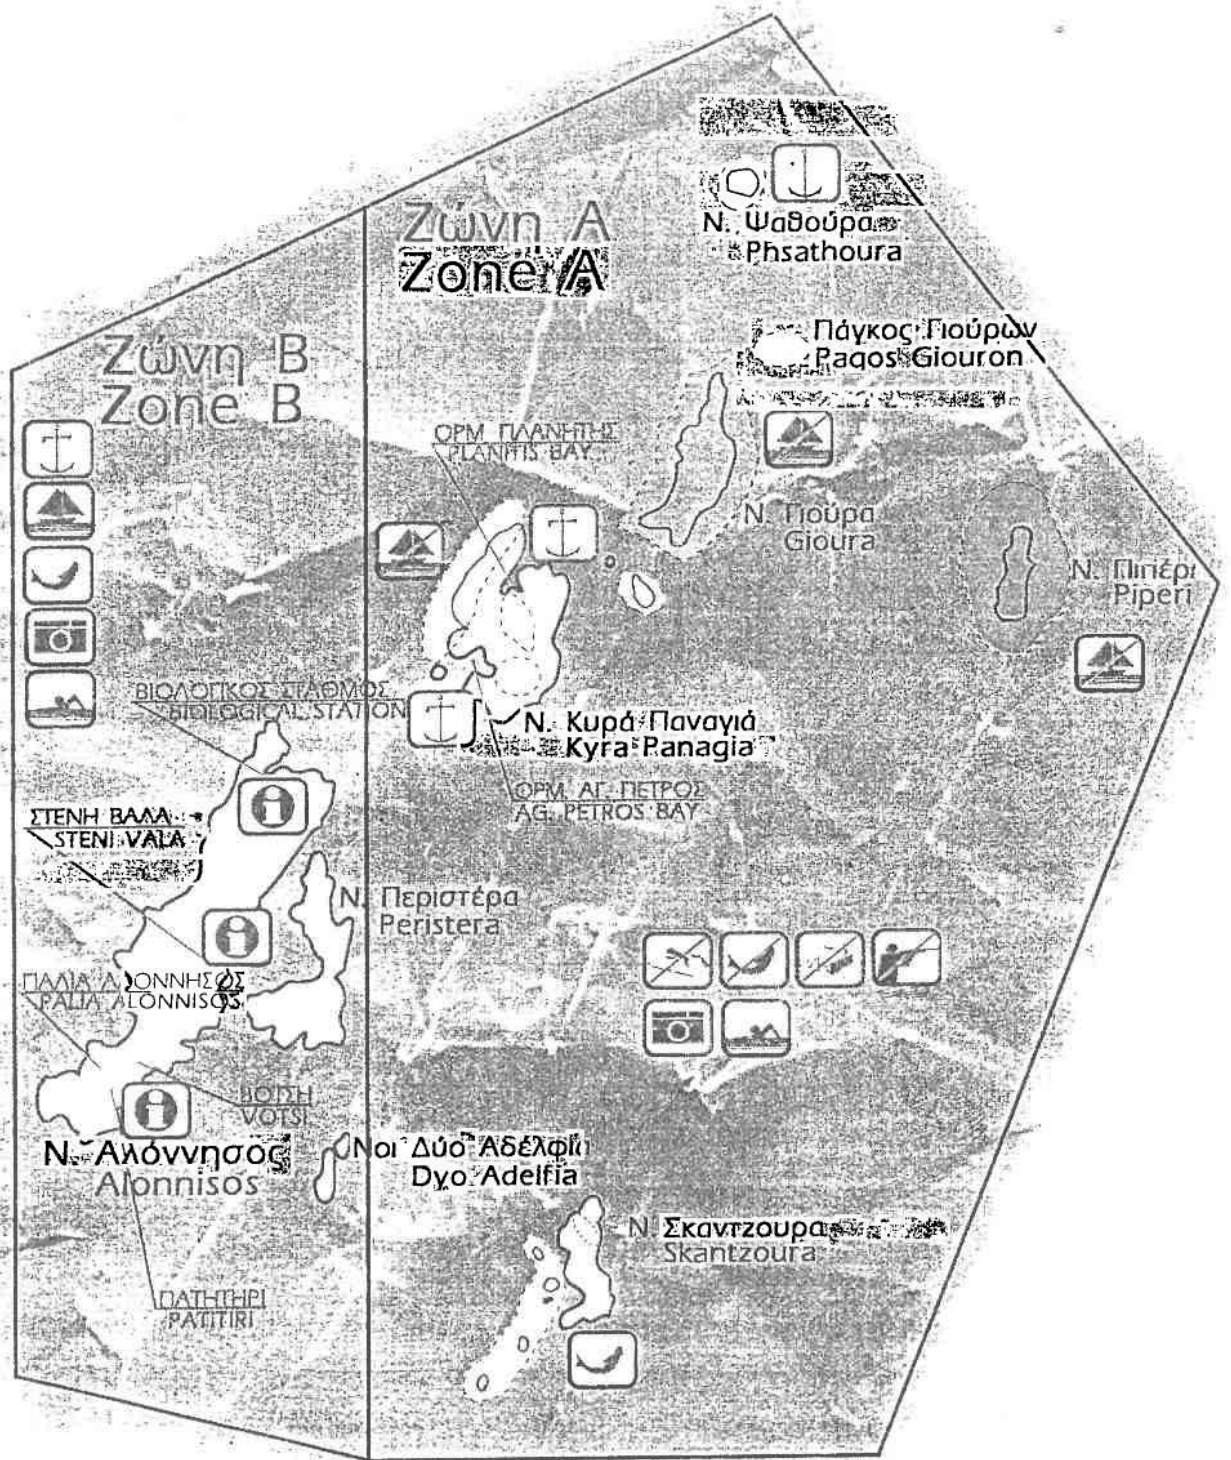 Ν. Ψαθούρα
Phsathoura
Ζώνη Α
Zone A
Πάγκος Γιούρων
Pagos Giouron
Ζώνη Β
Zone B
ΟΡΜ ΠΛΑΝΗΤΗΣ
PLANITIS BAY
Ν. Γιούρα
Gioura
Ν. Πιπέρι
Piperi
ΒΙΟΛΟΓΙΚΟΣ ΣΤΑΘΜΟΣ
BIOLOGICAL STATION
Ν. Κυρά Παναγιά
Kyra Panagia
ΟΡΜ. ΑΓ. ΠΕΤΡΟΣ
AG. PETROS BAY
ΣΤΕΝΗ ΒΑΛΑ
STENI VALA
Ν. Περιστέρα
Peristera
ΠΑΛΙΑ ΑΛΟΝΝΗΣΟΣ
PALIA ALONNISOS
ΒΟΤΣΗ
VOTSI
Ν. Αλόννησος
Alonnisos
Νοι Δύο Αδέλφια
Dyo Adelfia
Ν. Σκαντζουρα
Skantzoura
ΠΑΤΗΤΗΡΙ
PATITIRI